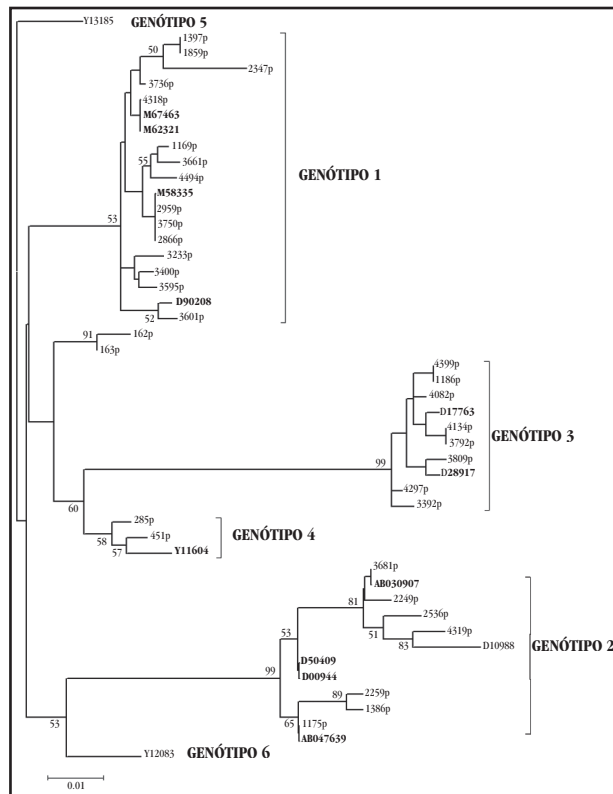 Y13185 GENÓTIPO 5
1397p
50
1859p
2347p
3736p
4318p
M67463
M62321
1169p
55
3661p
4494p
GENÓTIPO 1
M58335
2959p
53
3750p
2866p
3233p
3400p
3595p
D90208
52
3601p
91
162p
163p
4399p
1186p
4082p
D17763
4134p
GENÓTIPO 3
3792p
3809p
99
D28917
4297p
3392p
60
285p
451p
GENÓTIPO 4
58
57
Y11604
3681p
AB030907
81
2249p
2536p
53
51
4319p
83
D10988
GENÓTIPO 2
D50409
99
D00944
89
2259p
1386p
53
65
1175p
AB047639
Y12083 GENÓTIPO 6
0.01